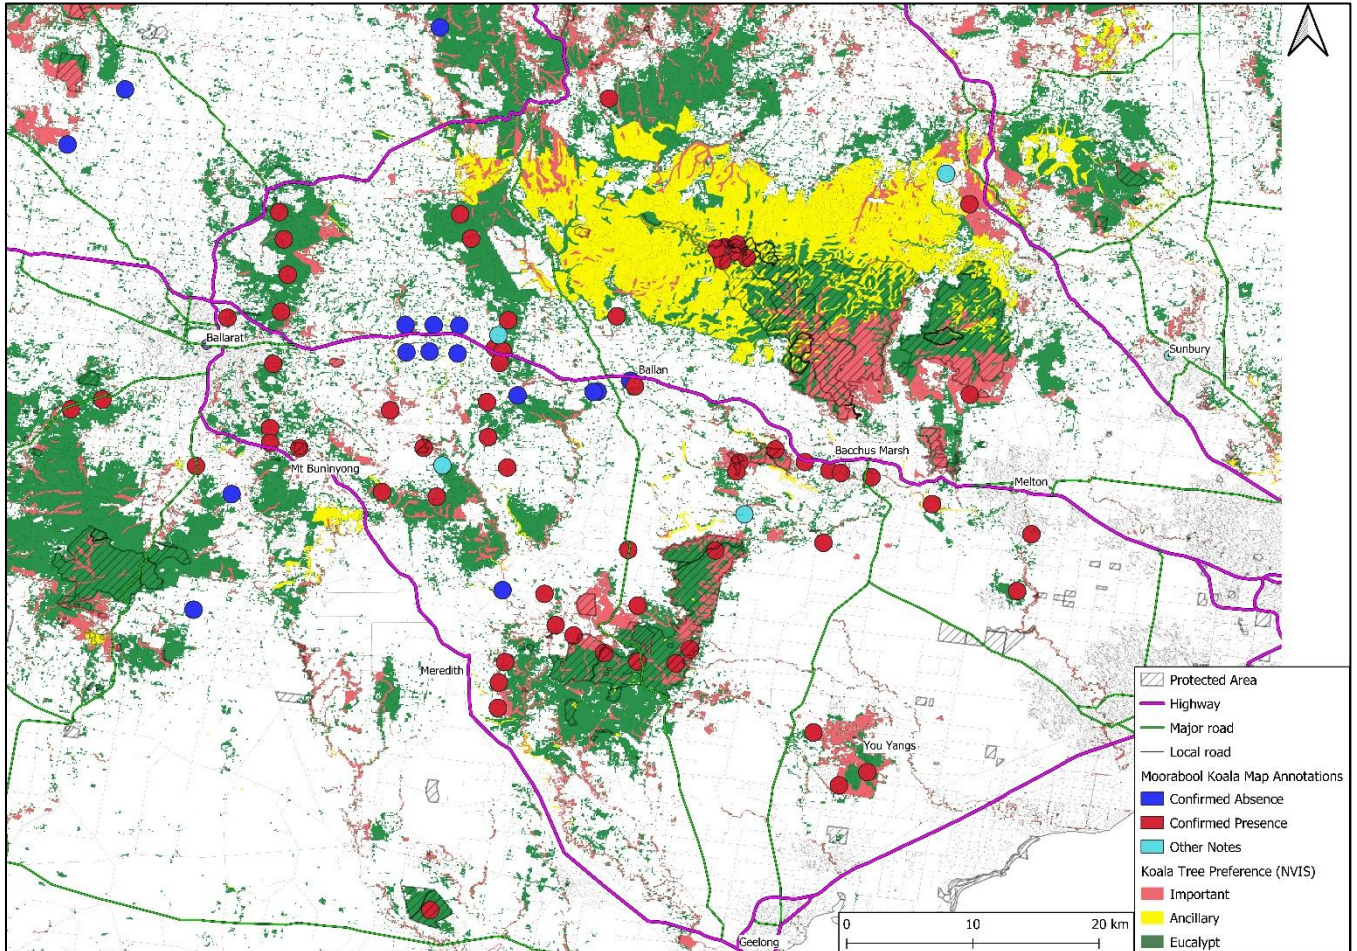 Ballarat
Ballan
Sunbury
Mt Buninyong
Bacchus Marsh
Melton
Meredith
You Yangs
Geelong
Protected Area
Highway
Major road
Local road
Moorabool Koala Map Annotations
Confirmed Absence
Confirmed Presence
Other Notes
Koala Tree Preference (NVIS)
Important
Ancillary
Eucalypt
0 10 20 km